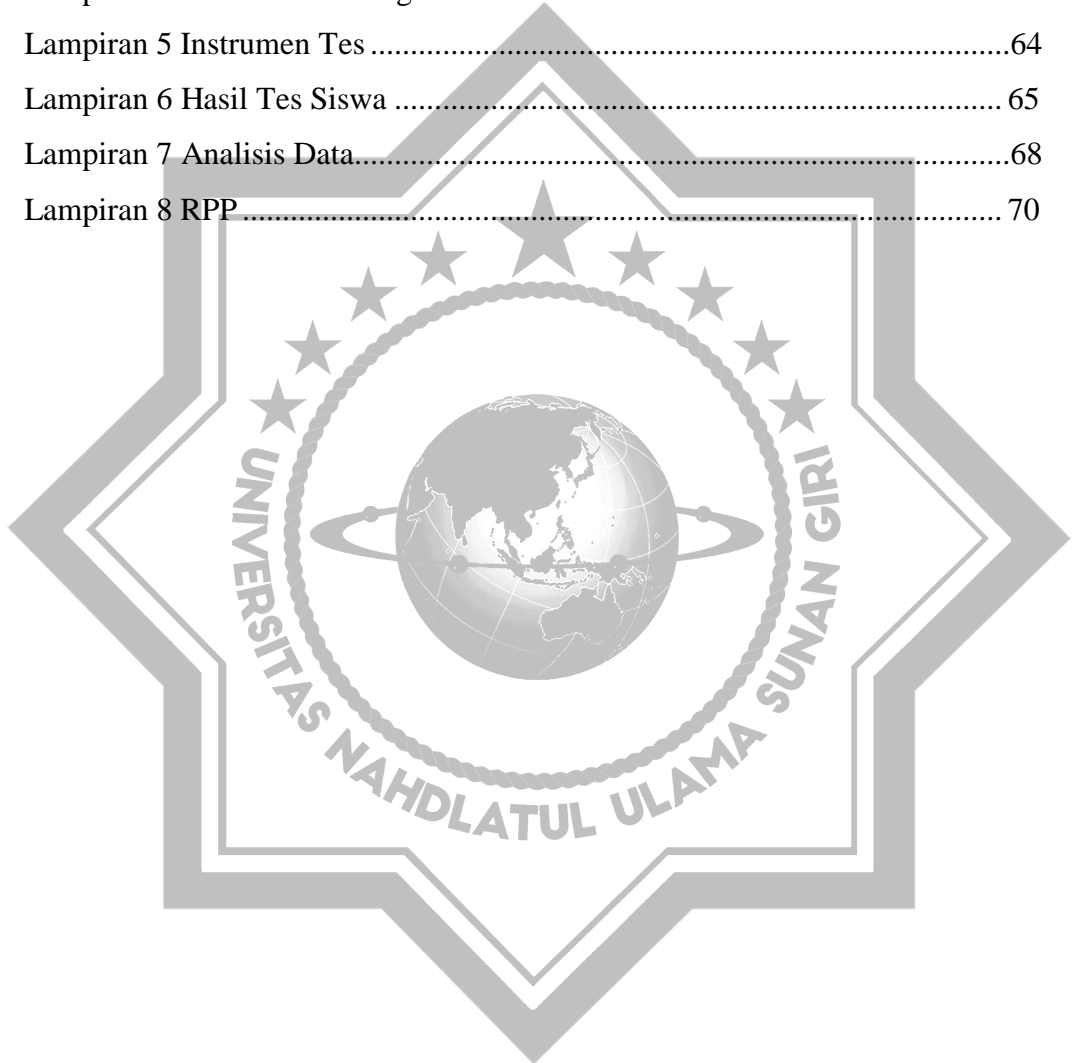 Lampiran 5 Instrumen Tes ............................................................................64
Lampiran 6 Hasil Tes Siswa ......................................................................... 65
Lampiran 7 Analisis Data..............................................................................68
Lampiran 8 RPP ........................................................................................... 70
UNIVERSITAS NAHDLATUL ULAMA SUNAN GIRI